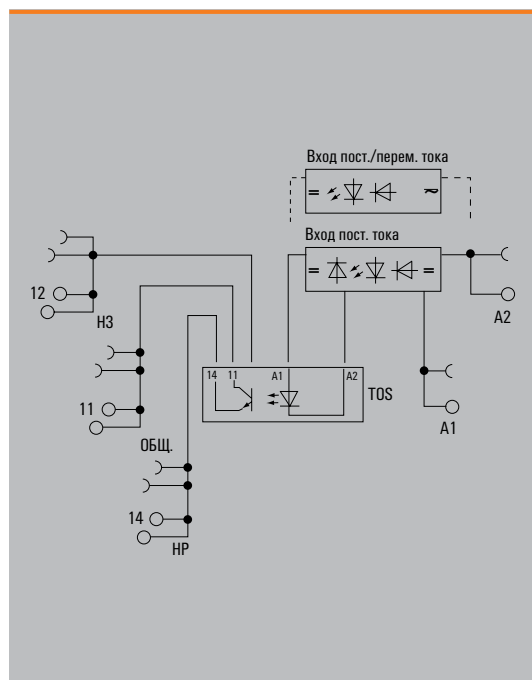 Вход пост./перем. тока
= ≂
Вход пост. тока
= =
12
НЗ
A2
14 11 A1 A2
TOS
11
A1
ОБЩ.
14
НР